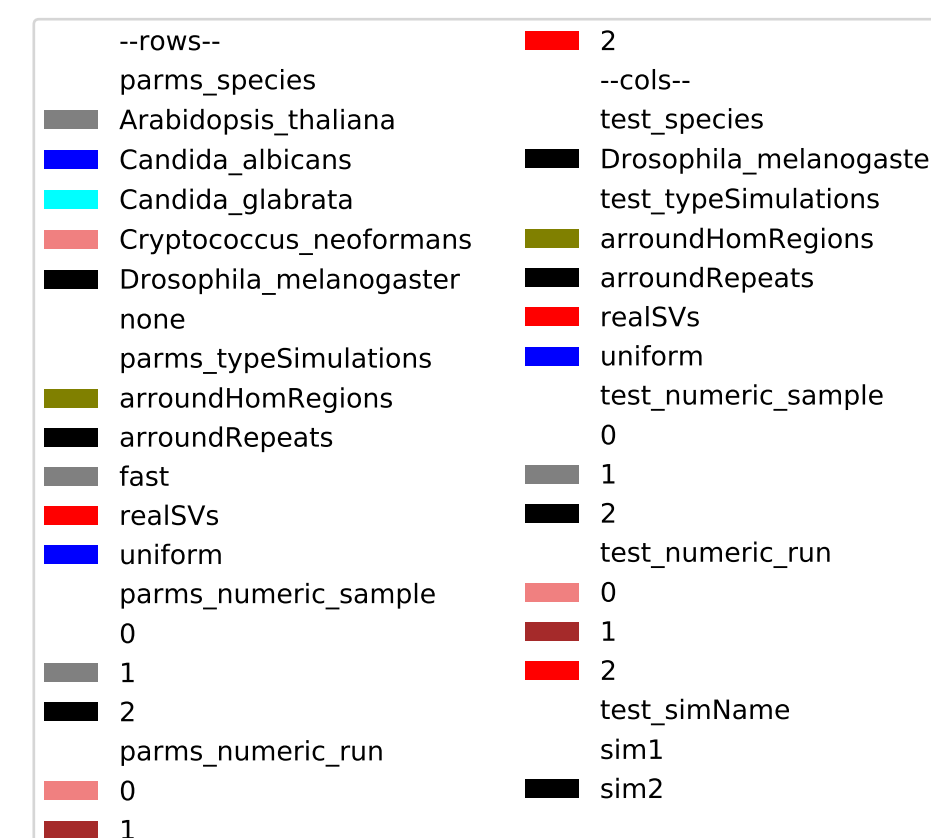 --rows--
parms_species
Arabidopsis_thaliana
Candida_albicans
Candida_glabrata
Cryptococcus_neoformans
Drosophila_melanogaster
none
parms_typeSimulations
arroundHomRegions
arroundRepeats
fast
realSVs
uniform
parms_numeric_sample
0
1
2
parms_numeric_run
0
1
2
--cols--
test_species
Drosophila_melanogaste
test_typeSimulations
arroundHomRegions
arroundRepeats
realSVs
uniform
test_numeric_sample
0
1
2
test_numeric_run
0
1
2
test_simName
sim1
sim2